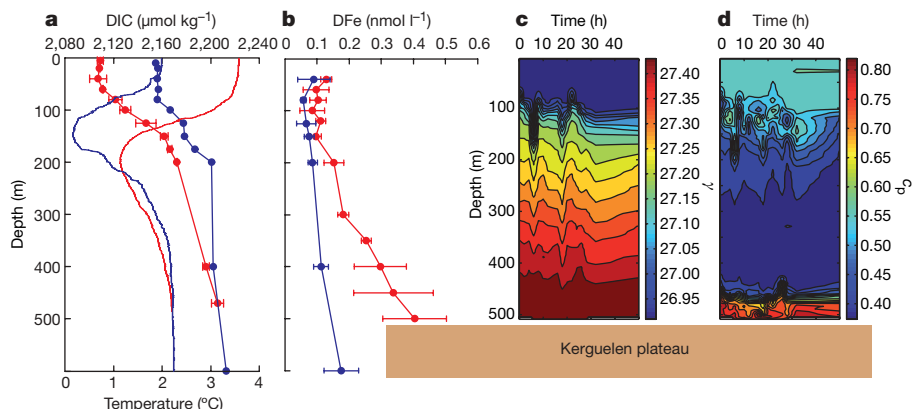 a DIC (μmol kg⁻¹)
2,080 2,120 2,160 2,200 2,240
0
100
200
300
400
500
Depth (m)
0 1 2 3 4
Temperature (°C)
b DFe (nmol l⁻¹)
0 0.1 0.2 0.3 0.4 0.5 0.6
c Time (h)
0 10 20 30 40
100
200
300
400
500
Depth (m)
27.40
27.35
27.30
27.25
27.20
27.15
27.10
27.05
27.00
26.95
γ
d Time (h)
0 10 20 30 40
0.80
0.75
0.70
0.65
0.60
0.55
0.50
0.45
0.40
Cₚ
Kerguelen plateau